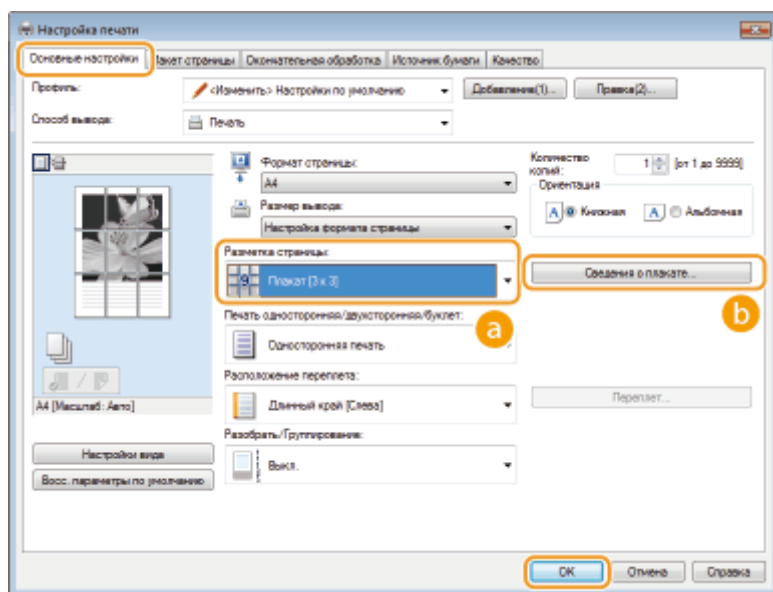 Настройка печати
Основные настройки Макет страницы Окончательная обработка Источник бумаги Качество
Профиль: <Изменить> Настройки по умолчанию Добавление(1)... Правка(2)...
Способ вывода: Печать
Формат страницы: Количество копий: 1 [от 1 до 9999]
A4 Ориентация
Размер вывода: A Книжная A Альбомная
Настройка формата страницы
Разметка страницы:
9 Плакат [3 x 3] Сведения о плакате...
a b
Печать односторонняя/двухсторонняя/буклет:
Односторонняя печать
Расположение переплета:
A4 [Масштаб: Авто] Длинный край [Слева] Переплет...
Разобрать/Группирование:
Настройки вида Выкл.
Восс. параметры по умолчанию
OK Отмена Справка